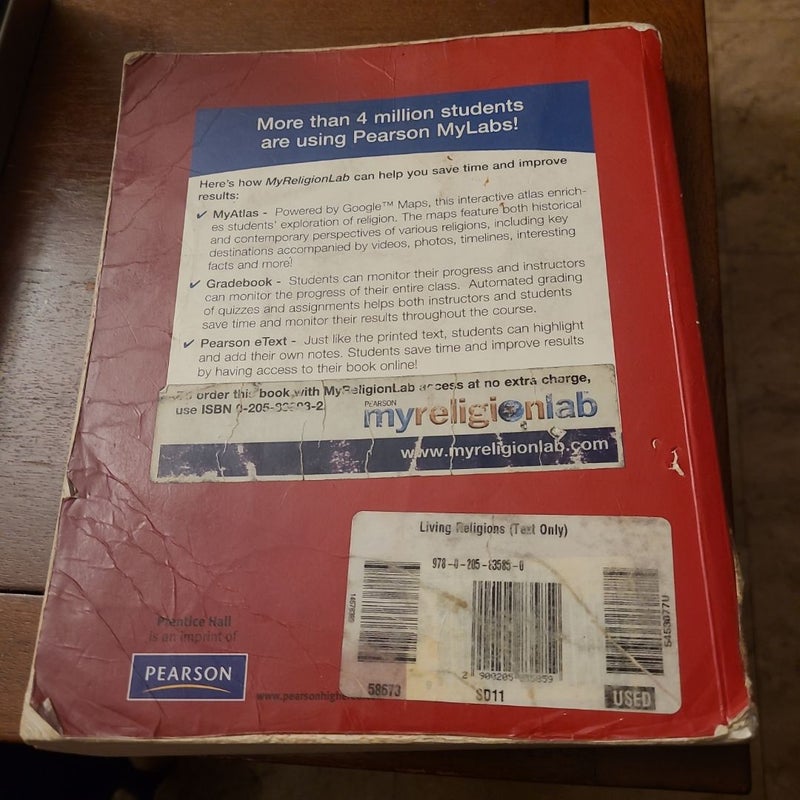 More than 4 million students
are using Pearson MyLabs!
Here's how MyReligionLab can help you save time and improve
results:
✔ MyAtlas - Powered by Google™ Maps, this interactive atlas enrich-
es students' exploration of religion. The maps feature both historical
and contemporary perspectives of various religions, including key
destinations accompanied by videos, photos, timelines, interesting
facts and more!
✔ Gradebook - Students can monitor their progress and instructors
can monitor the progress of their entire class. Automated grading
of quizzes and assignments helps both instructors and students
save time and monitor their results throughout the course.
✔ Pearson eText - Just like the printed text, students can highlight
and add their own notes. Students save time and improve results
by having access to their book online!
order this book with MyReligionLab access at no extra charge,
use ISBN
PEARSON
myreligionlab
www.myreligionlab.com
Living Religions (Text Only)
978-0-205-83585-0
5453077U
58673
SD11
USED
Prentice Hall
is an imprint of
PEARSON